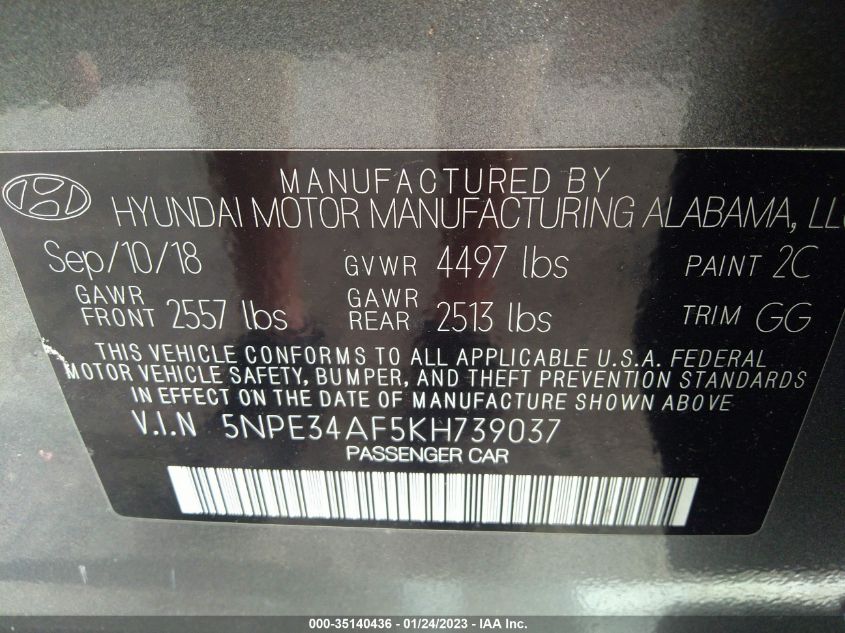 MANUFACTURED BY
HYUNDAI MOTOR MANUFACTURING ALABAMA, LLC
Sep/10/18 GVWR 4497 lbs PAINT 2C
GAWR FRONT 2557 lbs GAWR REAR 2513 lbs TRIM GG
THIS VEHICLE CONFORMS TO ALL APPLICABLE U.S.A. FEDERAL
MOTOR VEHICLE SAFETY, BUMPER, AND THEFT PREVENTION STANDARDS
IN EFFECT ON THE DATE OF MANUFACTURE SHOWN ABOVE
V.I.N 5NPE34AF5KH739037
PASSENGER CAR
000-35140436 - 01/24/2023 - IAA Inc.